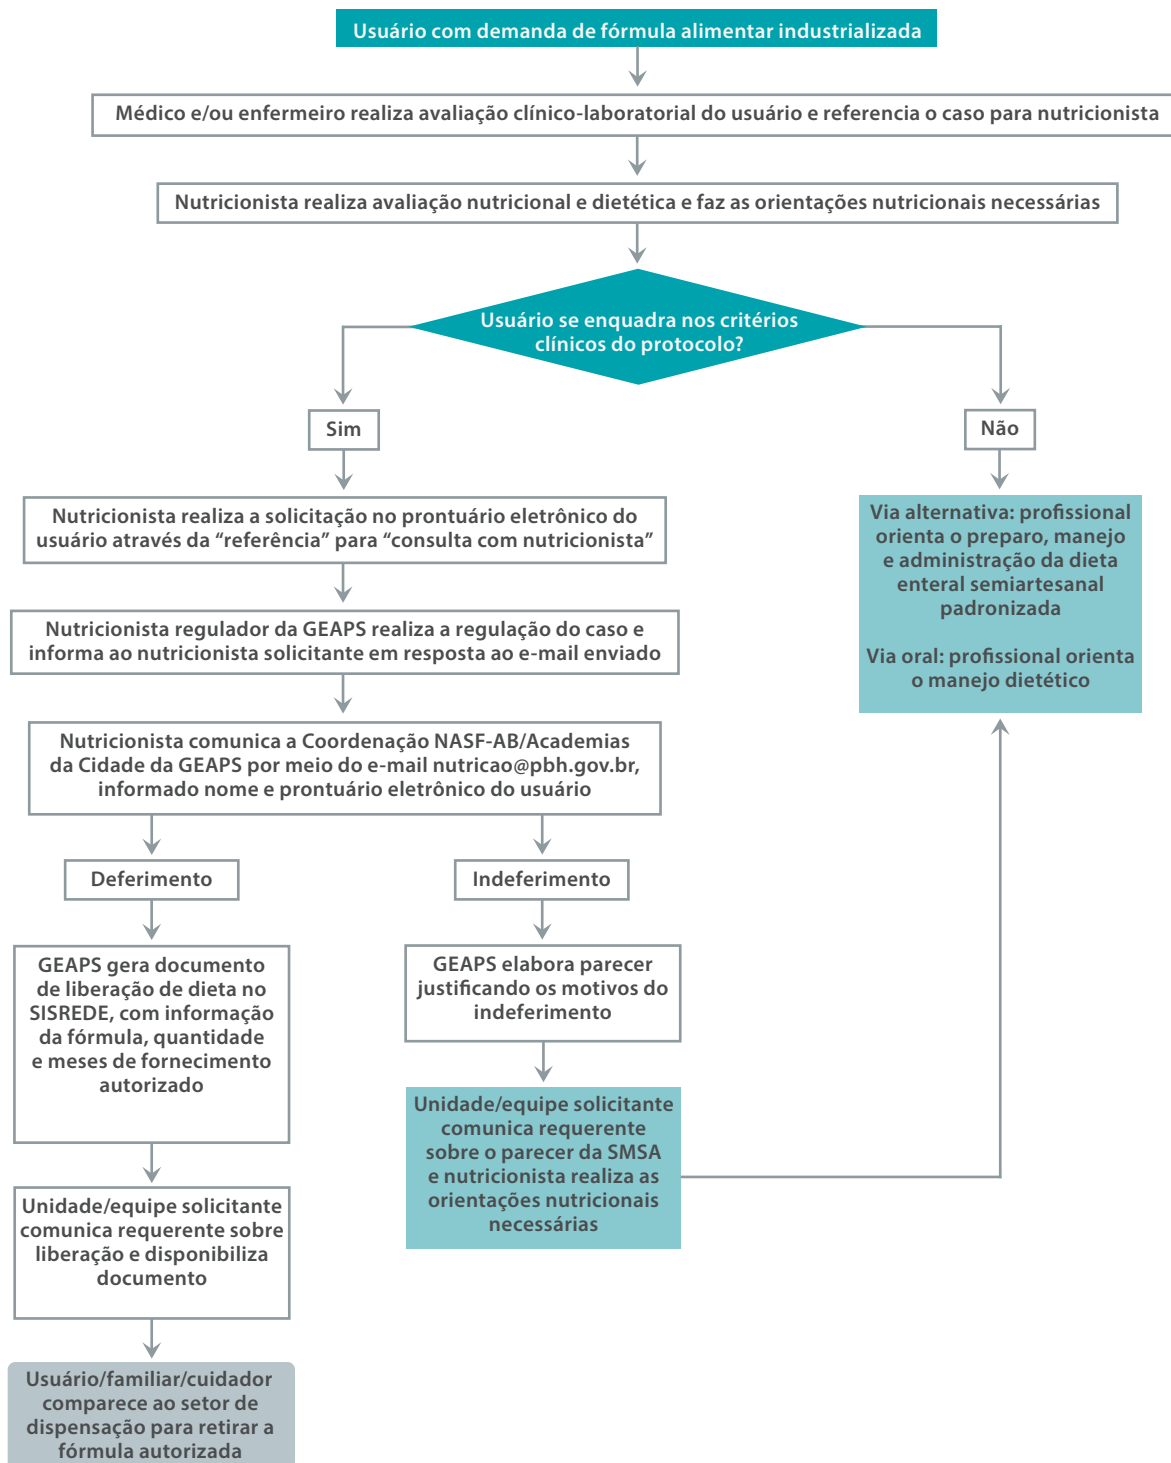 Usuário com demanda de fórmula alimentar industrializada
Médico e/ou enfermeiro realiza avaliação clínico-laboratorial do usuário e referencia o caso para nutricionista
Nutricionista realiza avaliação nutricional e dietética e faz as orientações nutricionais necessárias
Usuário se enquadra nos critérios
clínicos do protocolo?
Sim
Não
Nutricionista realiza a solicitação no prontuário eletrônico do
usuário através da “referência” para “consulta com nutricionista”
Via alternativa: profissional
orienta o preparo, manejo
e administração da dieta
enteral semiartesanal
padronizada
Via oral: profissional orienta
o manejo dietético
Nutricionista regulador da GEAPS realiza a regulação do caso e
informa ao nutricionista solicitante em resposta ao e-mail enviado
Nutricionista comunica a Coordenação NASF-AB/Academias
da Cidade da GEAPS por meio do e-mail nutricao@pbh.gov.br,
informado nome e prontuário eletrônico do usuário
Deferimento
Indeferimento
GEAPS gera documento
de liberação de dieta no
SISREDE, com informação
da fórmula, quantidade
e meses de fornecimento
autorizado
GEAPS elabora parecer
justificando os motivos do
indeferimento
Unidade/equipe solicitante
comunica requerente
sobre o parecer da SMSA
e nutricionista realiza as
orientações nutricionais
necessárias
Unidade/equipe solicitante
comunica requerente sobre
liberação e disponibiliza
documento
Usuário/familiar/cuidador
comparece ao setor de
dispensação para retirar a
fórmula autorizada